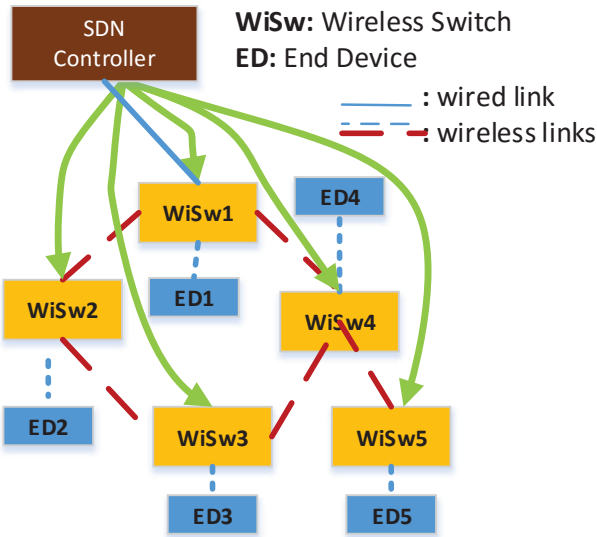 SDN
Controller
WiSw: Wireless Switch
ED: End Device
: wired link
: wireless links
WiSw1
ED4
ED1
WiSw2
WiSw4
ED2
WiSw3
WiSw5
ED3
ED5